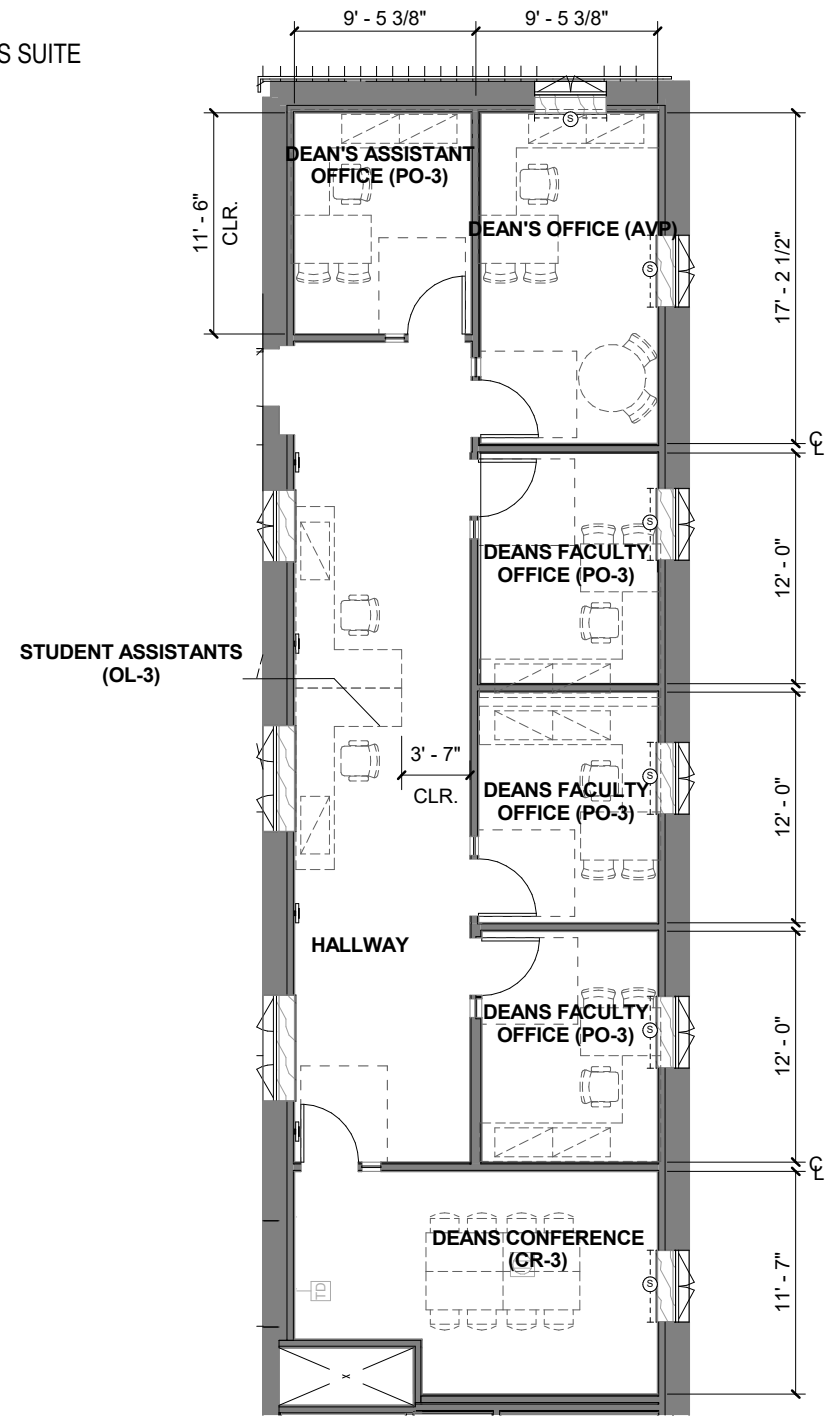 S SUITE
9' - 5 3/8"
9' - 5 3/8"
DEAN'S ASSISTANT
OFFICE (PO-3)
11' - 6"
CLR.
S
DEAN'S OFFICE (AVP)
S
17' - 2 1/2"
CL
S
DEANS FACULTY
OFFICE (PO-3)
12' - 0"
STUDENT ASSISTANTS
(OL-3)
3' - 7"
CLR.
S
DEANS FACULTY
OFFICE (PO-3)
12' - 0"
HALLWAY
DEANS FACULTY
OFFICE (PO-3)
S
12' - 0"
CL
DEANS CONFERENCE
(CR-3)
TD
S
11' - 7"